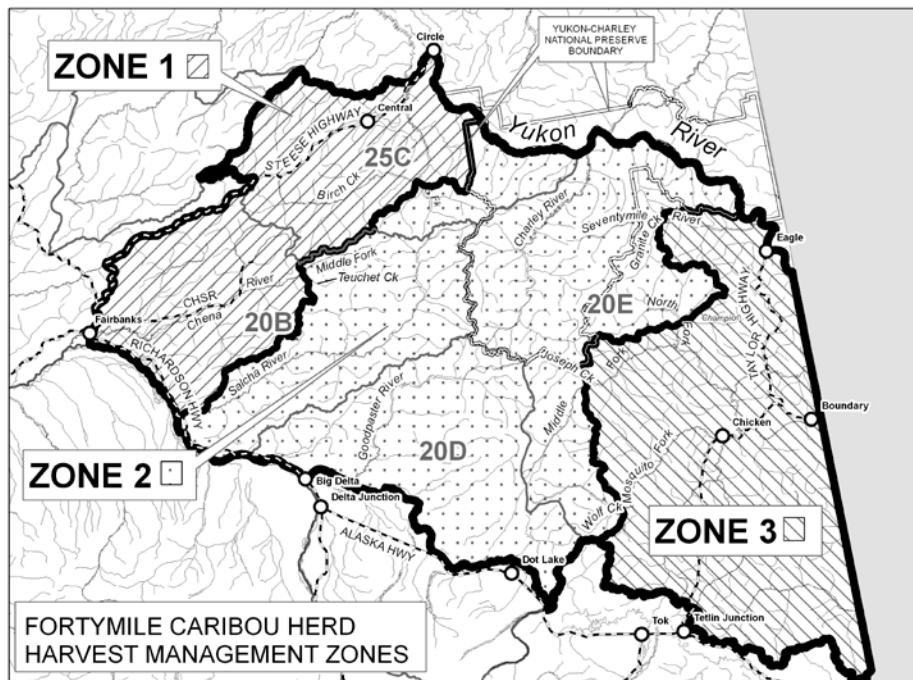 YUKON-CHARLEY
NATIONAL PRESERVE
BOUNDARY
Circle
ZONE 1
Central
STEESE HIGHWAY
25C
Birch Ck
Yukon River
Charley River
Seventymile River
Granite Ck
Eagle
Middle Fork
Teuchet Ck
CHSR
Chena River
20B
20E
North Fork
Champion
TAYLOR HIGHWAY
Fairbanks
RICHARDSON HWY
Salcha River
Joseph Ck
Middle Fork
Boundary
Goodpaster River
Chicken
Mosquito Fork
20D
ZONE 2
Big Delta
Delta Junction
Wolf Ck
ZONE 3
ALASKA HWY
Dot Lake
Tok
Tetlin Junction
FORTYMILE CARIBOU HERD
HARVEST MANAGEMENT ZONES